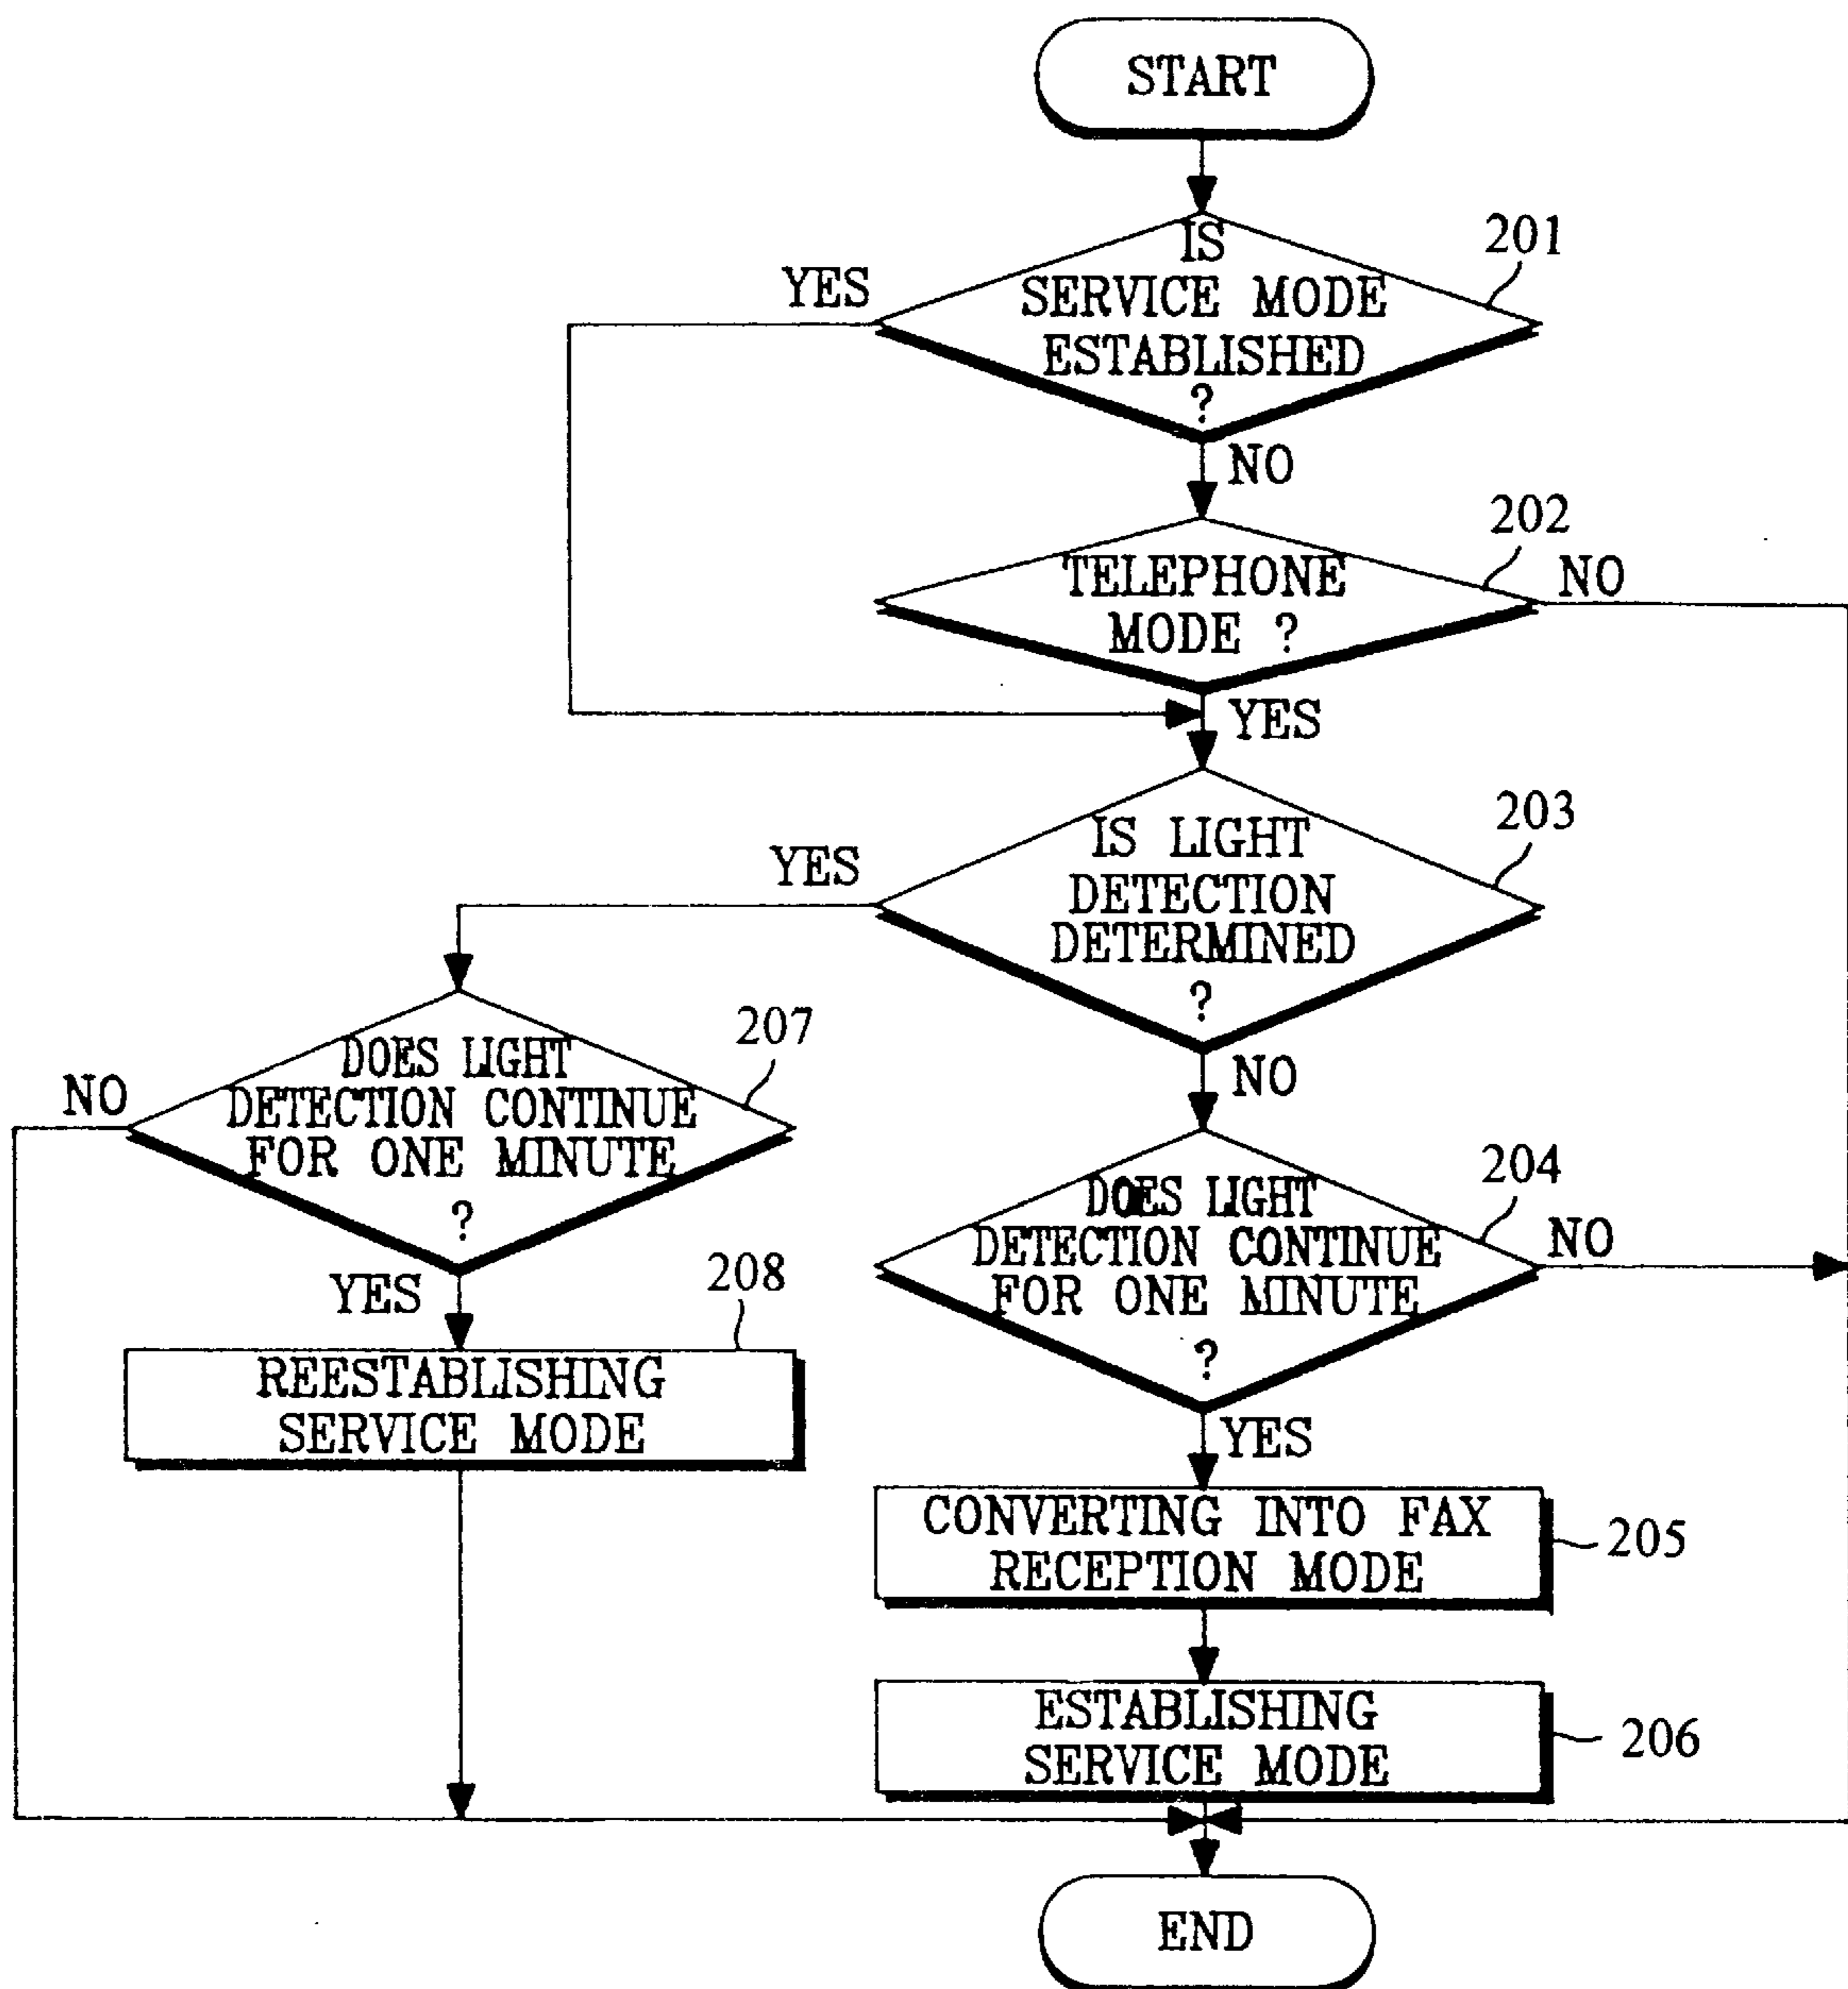 START
IS
SERVICE MODE
ESTABLISHED
?
201
YES
NO
TELEPHONE
MODE ?
202
NO
YES
IS LIGHT
DETECTION
DETERMINED
?
203
YES
NO
DOES LIGHT
DETECTION CONTINUE
FOR ONE MINUTE
?
207
NO
YES
DOES LIGHT
DETECTION CONTINUE
FOR ONE MINUTE
?
204
NO
YES
REESTABLISHING
SERVICE MODE
208
CONVERTING INTO FAX
RECEPTION MODE
205
ESTABLISHING
SERVICE MODE
206
END